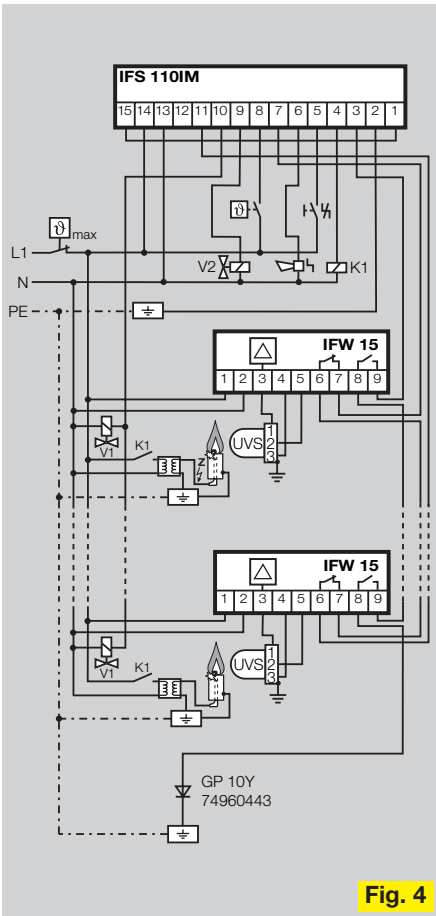 IFS 110IM
15 14 13 12 11 10 9 8 7 6 5 4 3 2 1
ϑ
ϑ max
L1
V2
K1
N
PE
IFW 15
1 2 3 4 5 6 7 8 9
K1
V1
Z
UVS
1
2
3
IFW 15
1 2 3 4 5 6 7 8 9
K1
V1
UVS
1
2
3
GP 10Y
74960443
Fig. 4